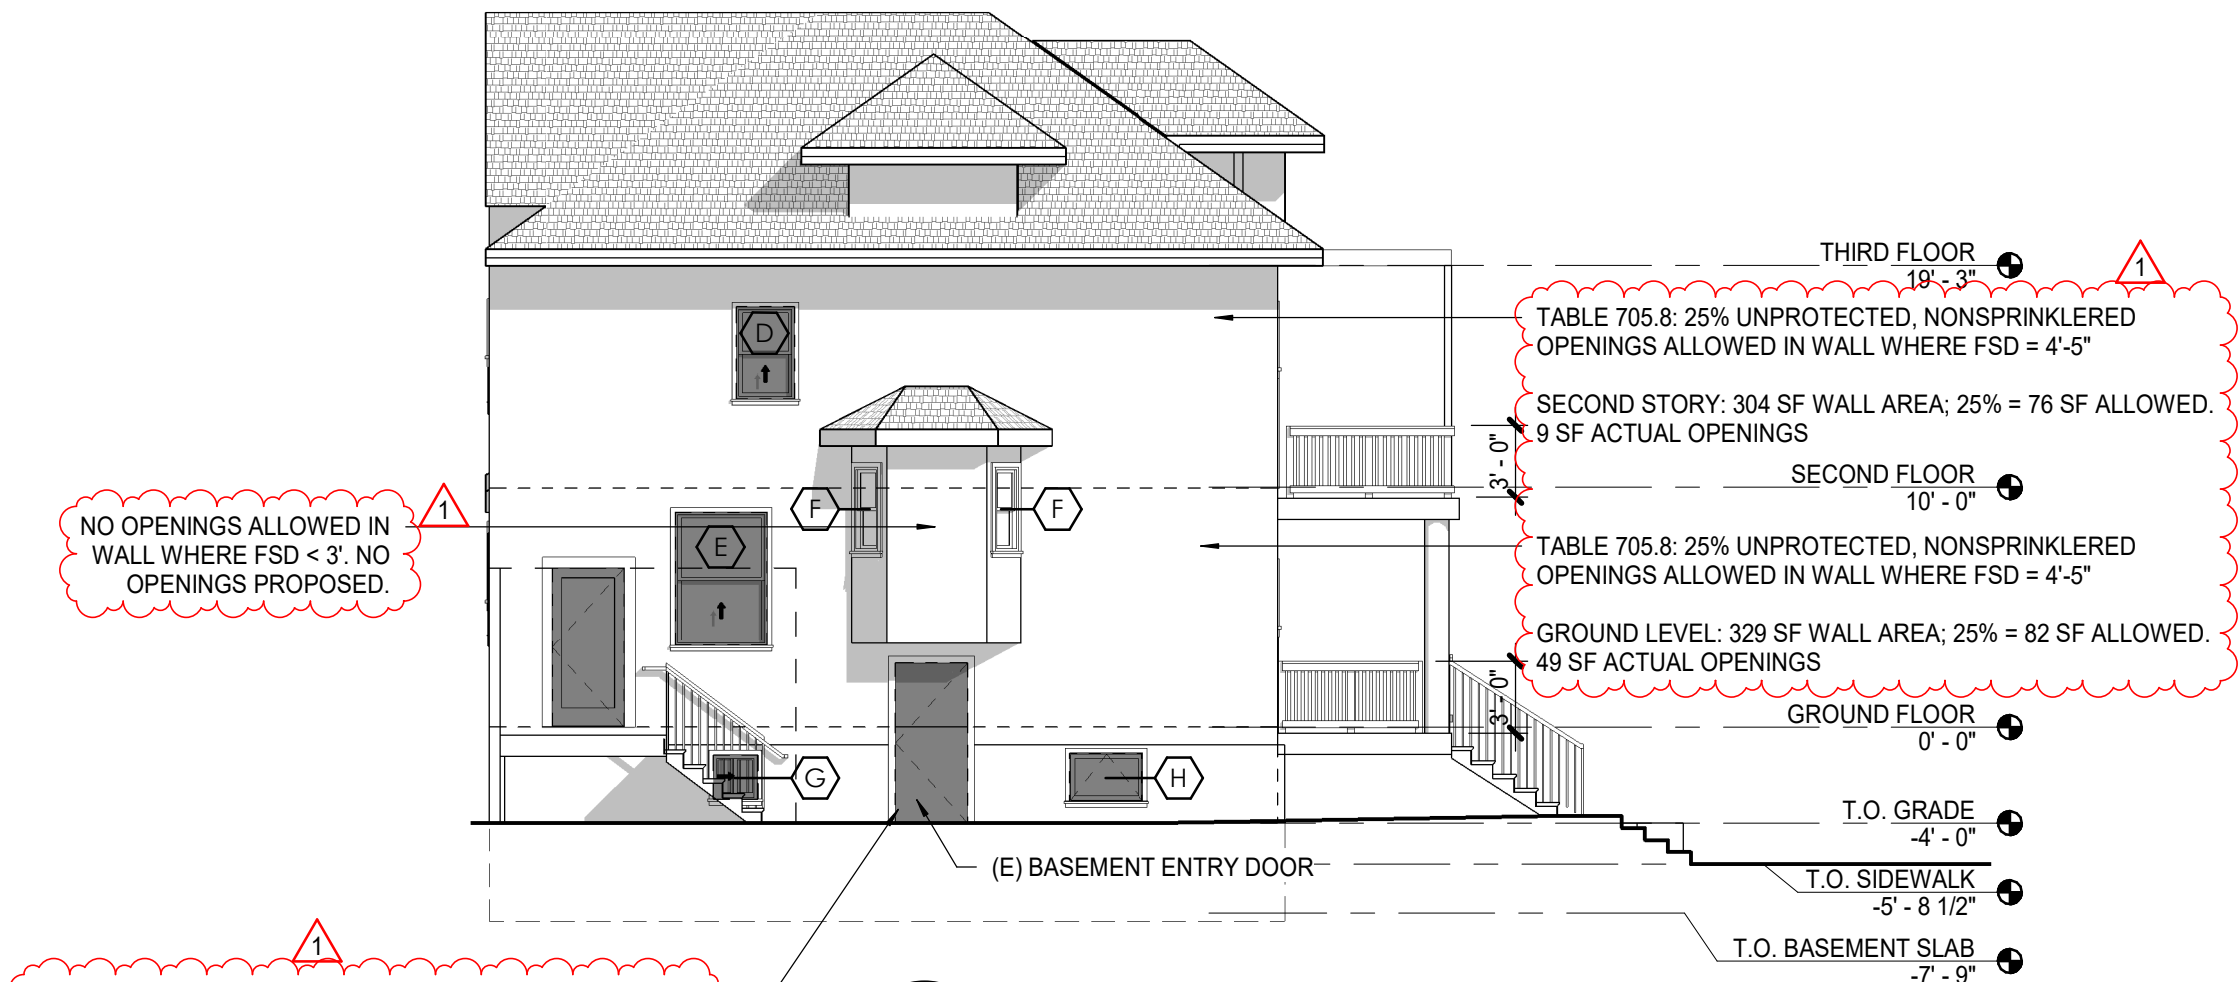 THIRD FLOOR
19' - 3"
1
TABLE 705.8: 25% UNPROTECTED, NONSPRINKLERED
OPENINGS ALLOWED IN WALL WHERE FSD = 4'-5"
SECOND STORY: 304 SF WALL AREA; 25% = 76 SF ALLOWED.
9 SF ACTUAL OPENINGS
D
3' - 0"
SECOND FLOOR
10' - 0"
1
NO OPENINGS ALLOWED IN
WALL WHERE FSD < 3'. NO
OPENINGS PROPOSED.
F
F
E
TABLE 705.8: 25% UNPROTECTED, NONSPRINKLERED
OPENINGS ALLOWED IN WALL WHERE FSD = 4'-5"
GROUND LEVEL: 329 SF WALL AREA; 25% = 82 SF ALLOWED.
49 SF ACTUAL OPENINGS
3' - 0"
GROUND FLOOR
0' - 0"
G
H
T.O. GRADE
-4' - 0"
(E) BASEMENT ENTRY DOOR
T.O. SIDEWALK
-5' - 8 1/2"
1
T.O. BASEMENT SLAB
-7' - 9"